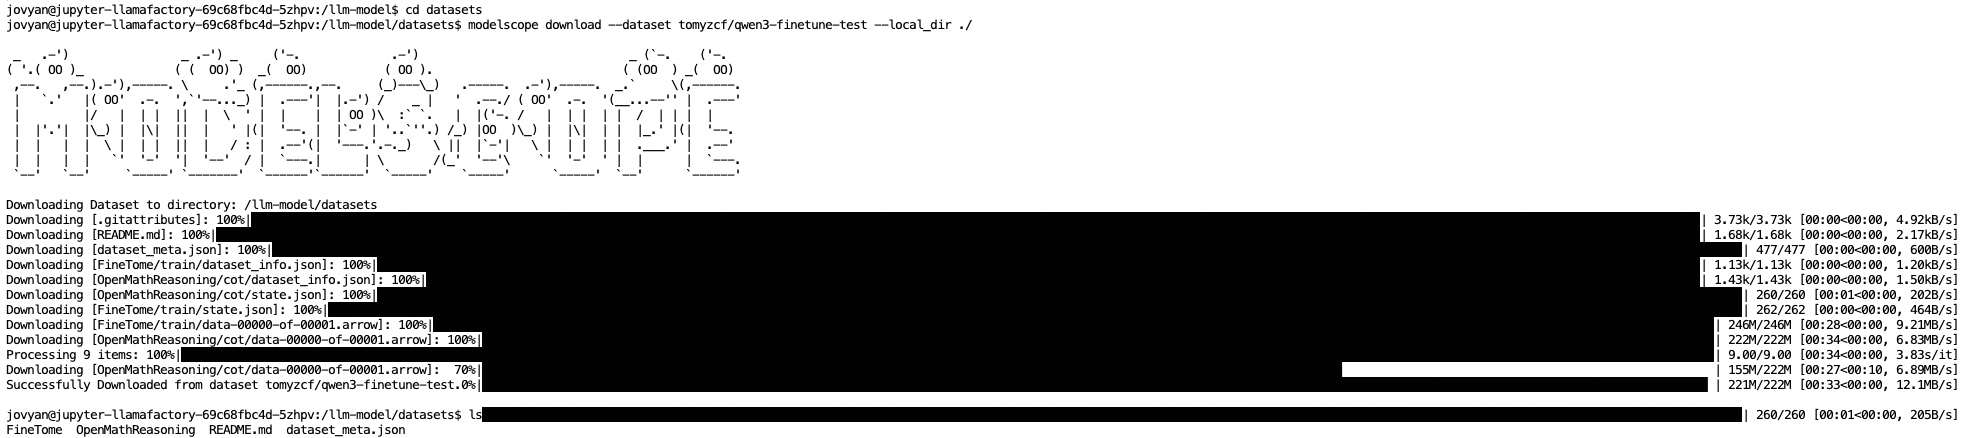 jovyan@jupyter-llamafactory-69c68fbc4d-5zhpv:/llm-model$ cd datasets
jovyan@jupyter-llamafactory-69c68fbc4d-5zhpv:/llm-model/datasets$ modelscope download --dataset tomyzcf/qwen3-finetune-test --local_dir ./
MODELSCOPE
Downloading Dataset to directory: /llm-model/datasets
Downloading [.gitattributes]: 100%| | 3.73k/3.73k [00:00<00:00, 4.92kB/s]
Downloading [README.md]: 100%| | 1.68k/1.68k [00:00<00:00, 2.17kB/s]
Downloading [dataset_meta.json]: 100%| | 477/477 [00:00<00:00, 600B/s]
Downloading [FineTome/train/dataset_info.json]: 100%| | 1.13k/1.13k [00:00<00:00, 1.20kB/s]
Downloading [OpenMathReasoning/cot/dataset_info.json]: 100%| | 1.43k/1.43k [00:00<00:00, 1.50kB/s]
Downloading [OpenMathReasoning/cot/state.json]: 100%| | 260/260 [00:01<00:00, 202B/s]
Downloading [FineTome/train/state.json]: 100%| | 262/262 [00:00<00:00, 464B/s]
Downloading [FineTome/train/data-00000-of-00001.arrow]: 100%| | 246M/246M [00:28<00:00, 9.21MB/s]
Downloading [OpenMathReasoning/cot/data-00000-of-00001.arrow]: 100%| | 222M/222M [00:34<00:00, 6.83MB/s]
Processing 9 items: 100%| | 9.00/9.00 [00:34<00:00, 3.83s/it]
Downloading [OpenMathReasoning/cot/data-00000-of-00001.arrow]:  70%| | 155M/222M [00:27<00:10, 6.89MB/s]
Successfully Downloaded from dataset tomyzcf/qwen3-finetune-test.0%| | 221M/222M [00:33<00:00, 12.1MB/s]
jovyan@jupyter-llamafactory-69c68fbc4d-5zhpv:/llm-model/datasets$ ls | 260/260 [00:01<00:00, 205B/s]
FineTome  OpenMathReasoning  README.md  dataset_meta.json